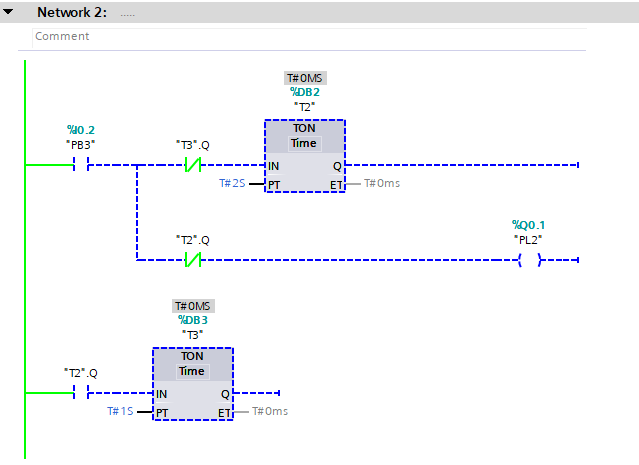 Network 2: .....
Comment
T#0MS
%DB2
"T2"
%I0.2
"PB3"
"T3".Q
TON
Time
IN
Q
T#2S
PT
ET
T#0ms
"T2".Q
%Q0.1
"PL2"
T#0MS
%DB3
"T3"
"T2".Q
TON
Time
IN
Q
T#1S
PT
ET
T#0ms